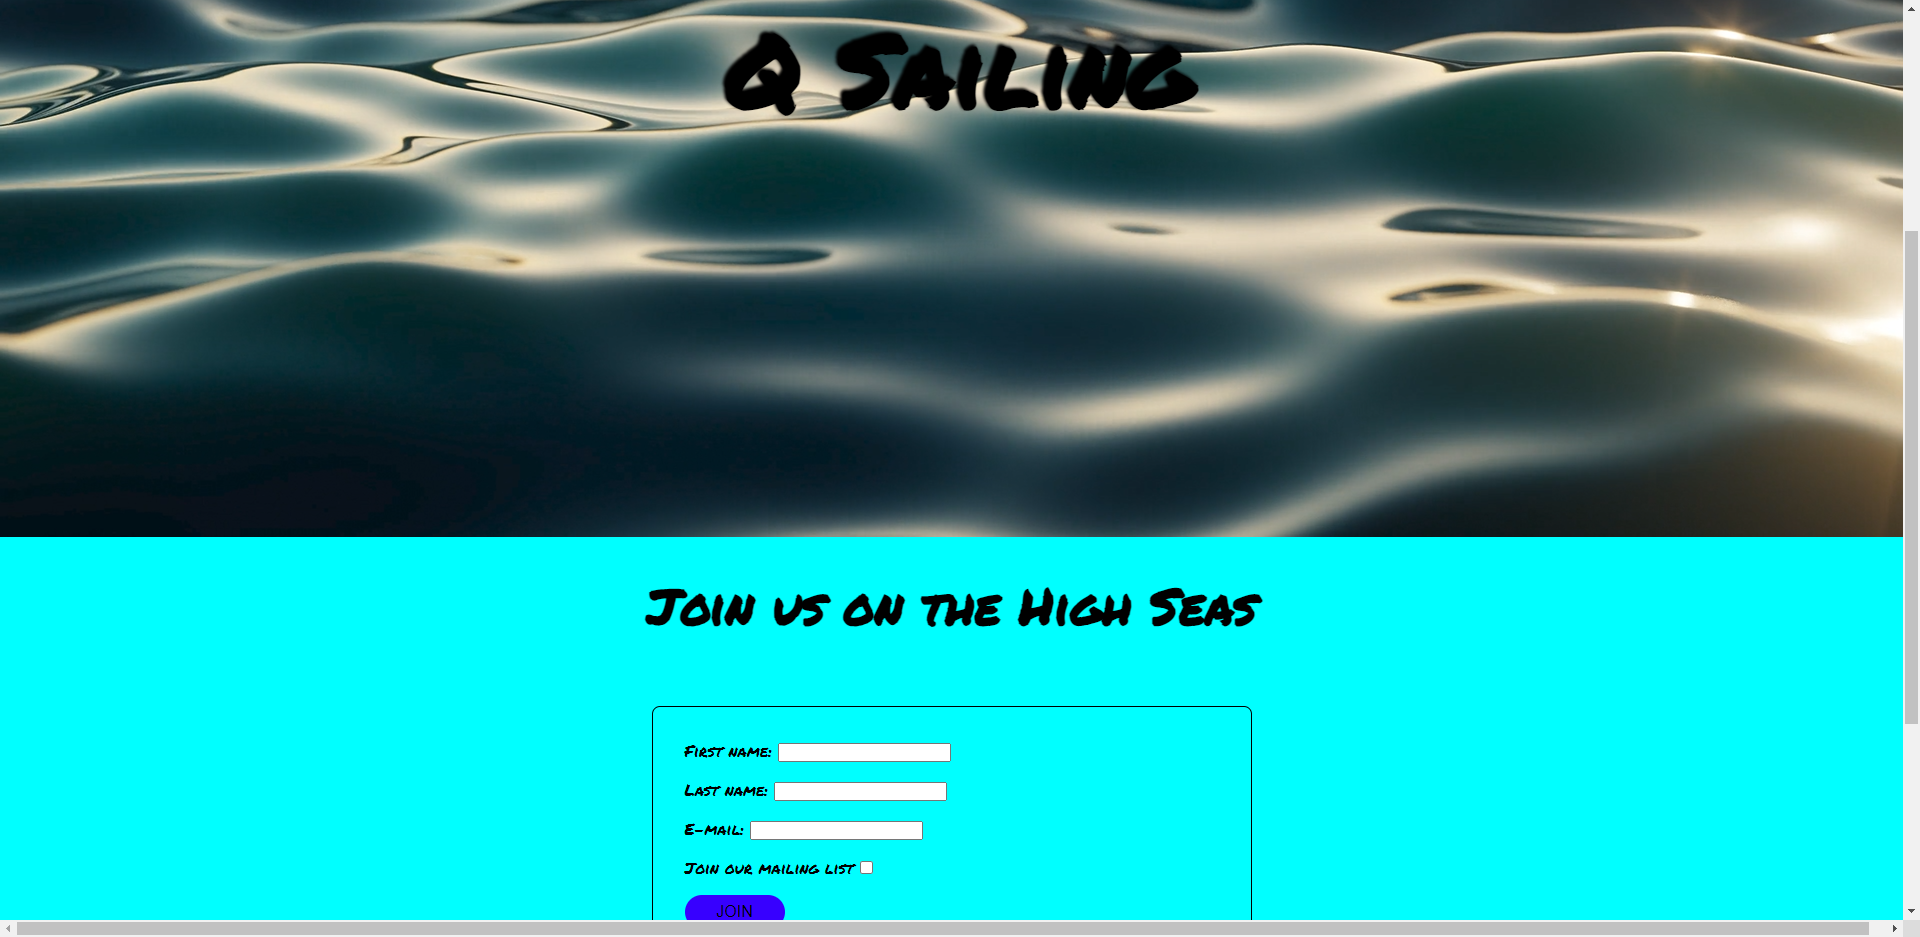 Q Sailing
Join us on the High Seas
First name:
Last name:
E-mail:
Join our mailing list
JOIN